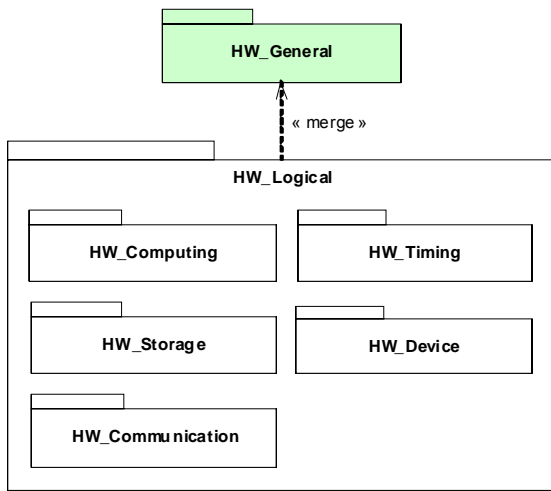 HW_General
« merge »
HW_Logical
HW_Computing
HW_Timing
HW_Storage
HW_Device
HW_Communication